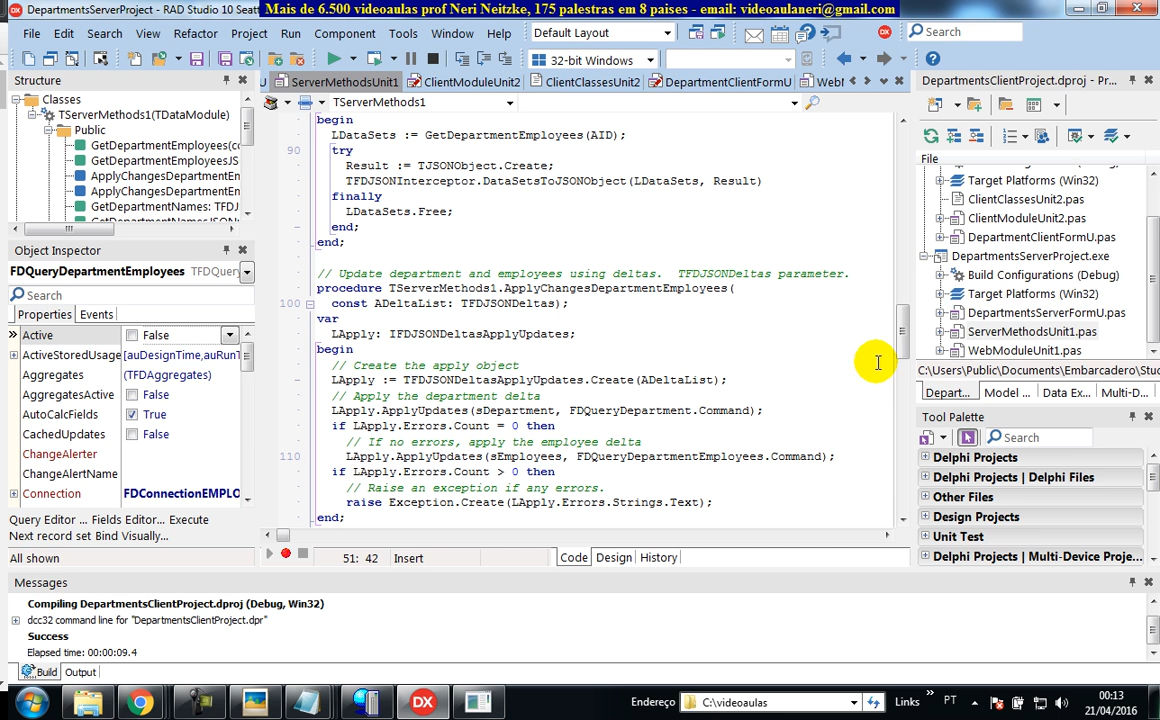 DepartmentsServerProject - RAD Studio 10 Seatt
Mais de 6.500 videoaulas prof Neri Neitzke, 175 palestras em 8 paises - email: videoaulaneri@gmail.com
File Edit Search View Refactor Project Run Component Tools Window Help
Default Layout
Search
32-bit Windows
Structure
Classes
TServerMethods1(TDataModule)
Public
GetDepartmentEmployees(cc
GetDepartmentEmployeesJS
ApplyChangesDepartmentEn
ApplyChangesDepartmentEn
GetDepartmentNames: TFDJ
Object Inspector
FDQueryDepartmentEmployees TFDQuery
Search
Properties Events
Active False
ActiveStoredUsage [auDesignTime,auRunT
Aggregates (TFDAggregates)
AggregatesActive False
AutoCalcFields True
CachedUpdates False
ChangeAlerter
ChangeAlertName
Connection FDConnectionEMPLO
Query Editor ... Fields Editor... Execute
Next record set Bind Visually...
All shown
ServerMethodsUnit1 ClientModuleUnit2 ClientClassesUnit2 DepartmentClientFormU Webl
TServerMethods1
begin
LDataSets := GetDepartmentEmployees(AID);
90 try
Result := TJSONObject.Create;
TFDJSONInterceptor.DataSetsToJSONObject(LDataSets, Result)
finally
LDataSets.Free;
end;
end;
// Update department and employees using deltas.  TFDJSONDeltas parameter.
procedure TServerMethods1.ApplyChangesDepartmentEmployees(
100 const ADeltaList: TFDJSONDeltas);
var
LApply: IFDJSONDeltasApplyUpdates;
begin
// Create the apply object
LApply := TFDJSONDeltasApplyUpdates.Create(ADeltaList);
// Apply the department delta
LApply.ApplyUpdates(sDepartment, FDQueryDepartment.Command);
if LApply.Errors.Count = 0 then
// If no errors, apply the employee delta
110 LApply.ApplyUpdates(sEmployees, FDQueryDepartmentEmployees.Command);
if LApply.Errors.Count > 0 then
// Raise an exception if any errors.
raise Exception.Create(LApply.Errors.Strings.Text);
end;
51: 42 Insert
Code Design History
DepartmentsClientProject.dproj - Pr...
File
Target Platforms (Win32)
ClientClassesUnit2.pas
ClientModuleUnit2.pas
DepartmentClientFormU.pas
DepartmentsServerProject.exe
Build Configurations (Debug)
Target Platforms (Win32)
DepartmentsServerFormU.pas
ServerMethodsUnit1.pas
WebModuleUnit1.pas
C:\Users\Public\Documents\Embarcadero\Stuc
Depart... Model ... Data Ex... Multi-D...
Tool Palette
Search
Delphi Projects
Delphi Projects | Delphi Files
Other Files
Design Projects
Unit Test
Delphi Projects | Multi-Device Proje...
Messages
Compiling DepartmentsClientProject.dproj (Debug, Win32)
dcc32 command line for "DepartmentsClientProject.dpr"
Success
Elapsed time: 00:00:09.4
Build Output
Endereço C:\videoaulas Links » PT
00:13
21/04/2016